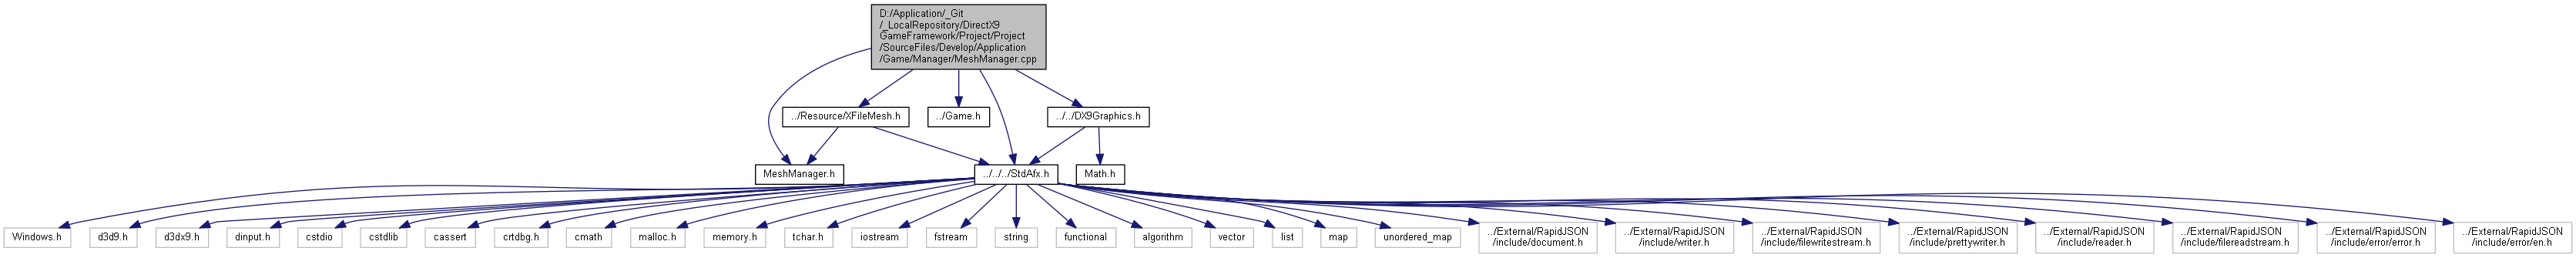 D:/Application/_Git
/_LocalRepository/DirectX9
GameFramework/Project/Project
/SourceFiles/Develop/Application
/Game/Manager/MeshManager.cpp
../Resource/XFileMesh.h
../Game.h
../../DX9Graphics.h
MeshManager.h
../../../StdAfx.h
Math.h
Windows.h
d3d9.h
d3dx9.h
dinput.h
cstdio
cstdlib
cassert
crtdbg.h
cmath
malloc.h
memory.h
tchar.h
iostream
fstream
string
functional
algorithm
vector
list
map
unordered_map
../External/RapidJSON
/include/document.h
../External/RapidJSON
/include/writer.h
../External/RapidJSON
/include/filewritestream.h
../External/RapidJSON
/include/prettywriter.h
../External/RapidJSON
/include/reader.h
../External/RapidJSON
/include/filereadstream.h
../External/RapidJSON
/include/error/error.h
../External/RapidJSON
/include/error/en.h